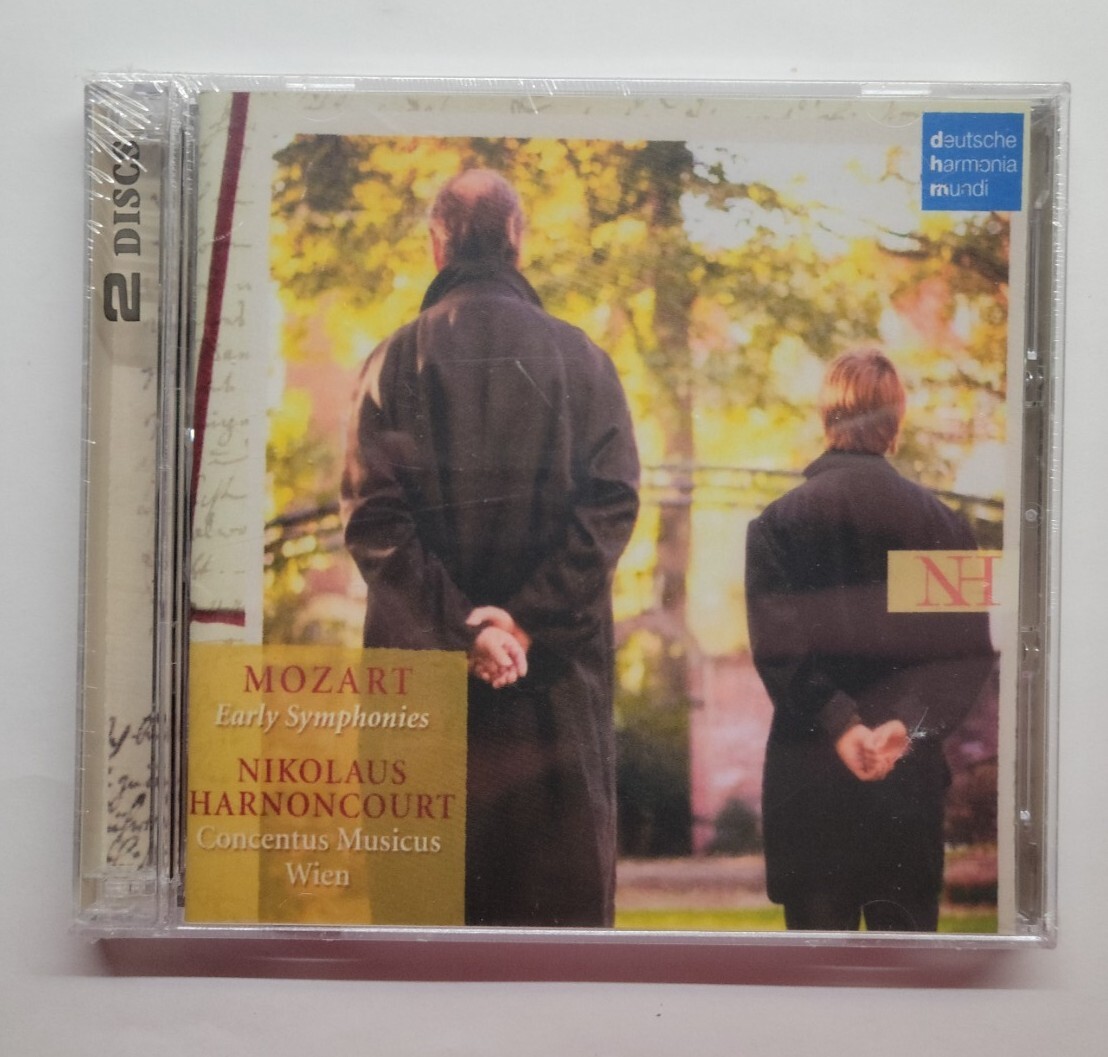 2 DISCS
deutsche
harmonia
mundi
NH
MOZART
Early Symphonies
NIKOLAUS
HARNONCOURT
Concentus Musicus
Wien